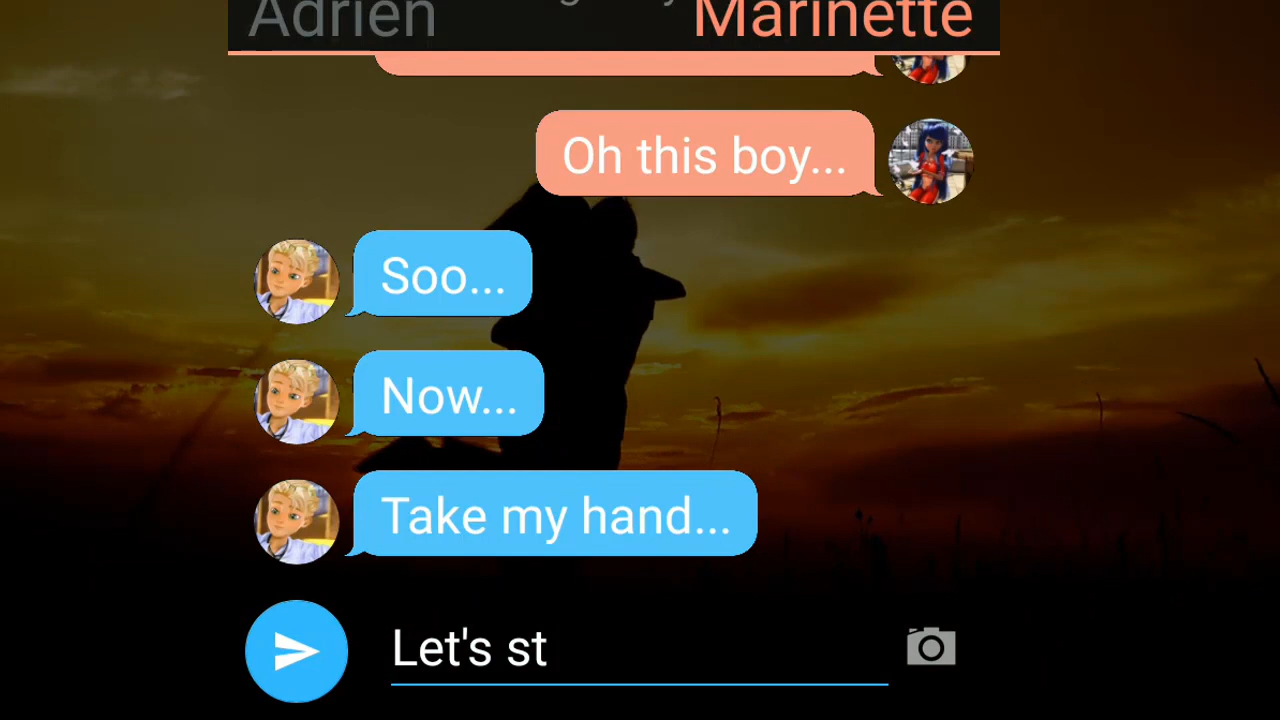 Adrien
Marinette
Oh this boy...
Soo...
Now...
Take my hand...
Let's st